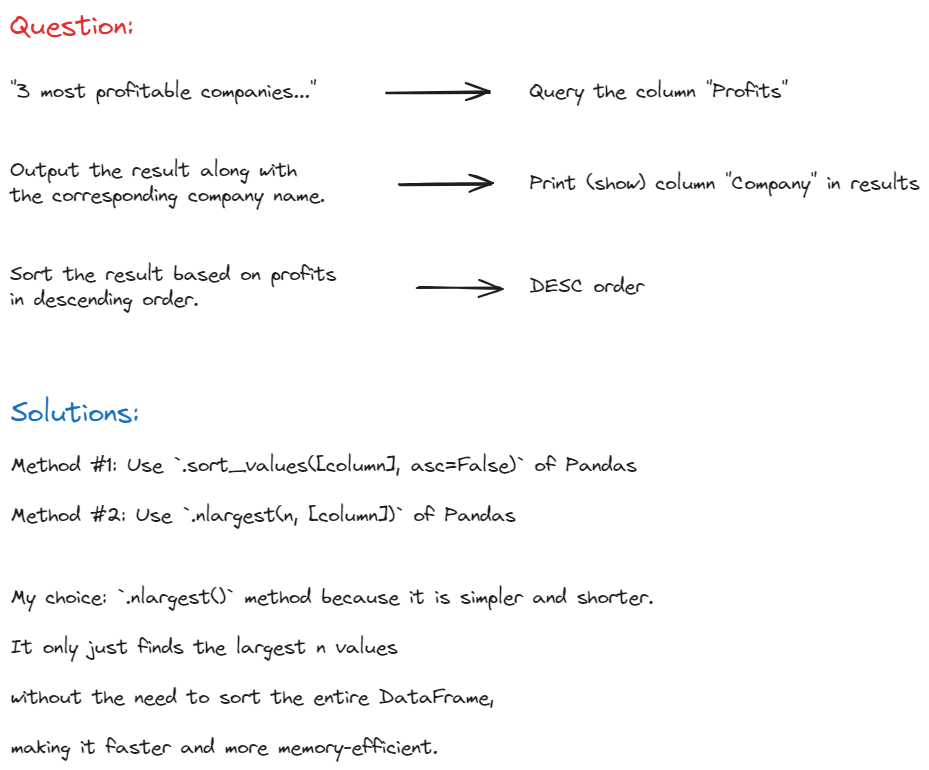 Question:
"3 most profitable companies..."
Query the column "Profits"
Output the result along with
the corresponding company name.
Print (show) column "Company" in results
Sort the result based on profits
in descending order.
DESC order
Solutions:
Method #1: Use `.sort_values([column], asc=False)` of Pandas
Method #2: Use `.nlargest(n, [column])` of Pandas
My choice: `.nlargest()` method because it is simpler and shorter.
It only just finds the largest n values
without the need to sort the entire DataFrame,
making it faster and more memory-efficient.